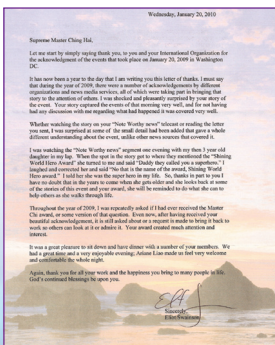 Wednesday, January 20, 2010
Supreme Master Ching Hai,
Let me start by simply saying thank you, to you and your International Organization for
the acknowledgment of the events that took place on January 20, 2009 in Washington
DC.
It has now been a year to the day that I am writing you this letter of thanks. I must say
that during the year of 2009, there were a number of acknowledgements by different
organizations and news media services, all of which were taking part in bringing that
story to the attention of others. I was shocked and pleasantly surprised by your story of
the event. Your story captured the events of that morning very well, and for not having
had any discussion with me regarding what had happened it was covered very well.
Whether watching the story on your "Note Worthy news" telecast or reading the letter
you sent, I was surprised at some of the small detail had been added that gave a whole
different understanding about the event, unlike other news sources that covered it.
I was watching the "Note Worthy news" segment one evening with my then 3 year old
daughter in my lap. When the spot in the story got to where they mentioned the "Shining
World Hero Award" she turned to me and said "Daddy they called you a superhero." I
laughed and corrected her and said "No that is the name of the award, Shining World
Hero award." I told her she was the super hero in my life. So, thanks in part to you I
have no doubt that in the years to come when she gets older and she looks back at some
of the stories of this event and your award, she will be reminded to do what she can to
help others as she walks through life.
Throughout the year of 2009, I was repeatedly asked if I had ever received the Master
Chi award, or some version of that question. Even now, after having received your
beautiful acknowledgement, it is still asked about or a request is made to bring it back to
work so others can look at it or admire it. Your award created much attention and
interest.
It was a great pleasure to sit down and have dinner with a number of your members. We
had a great time and a very enjoyable evening; Ariane Liao made us feel very welcome
and comfortable the whole night.
Again, thank you for all your work and the happiness you bring to many people in life.
God's continued blessings be upon you.
Sincerely,
Swainson